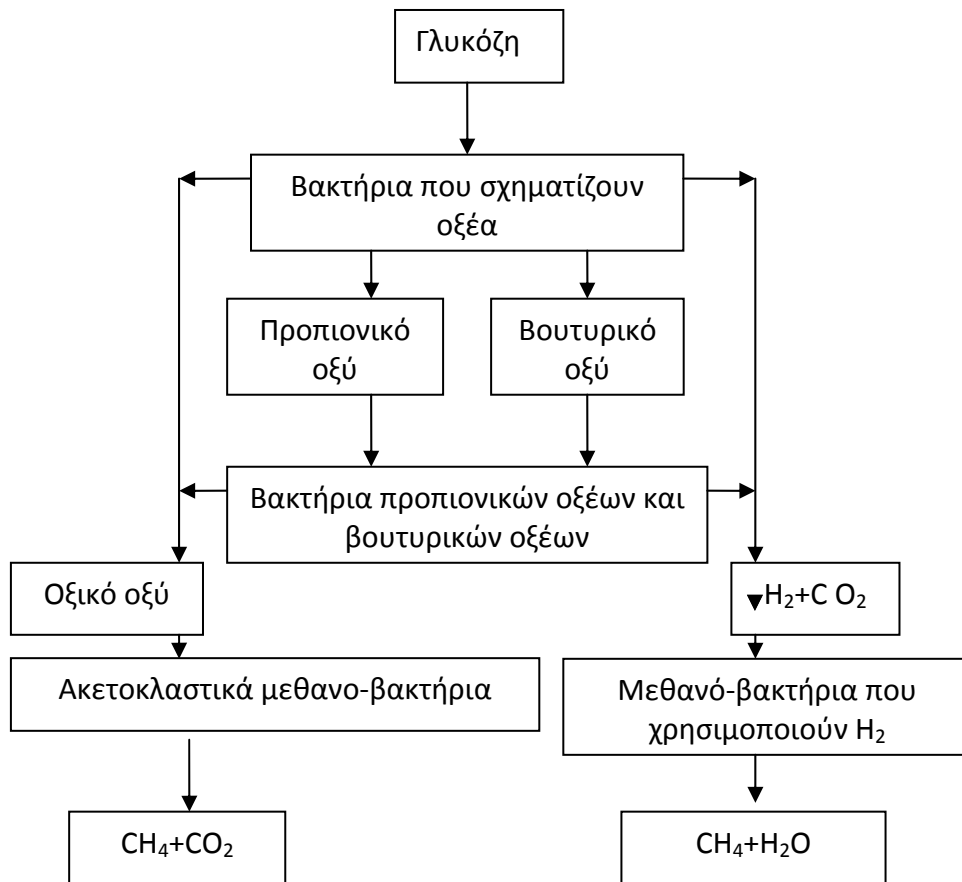 Γλυκόζη
Βακτήρια που σχηματίζουν
οξέα
Προπιονικό
οξύ
Βουτυρικό
οξύ
Βακτήρια προπιονικών οξέων και
βουτυρικών οξέων
Οξικό οξύ
H₂+C O₂
Ακετοκλαστικά μεθανο-βακτήρια
Μεθανό-βακτήρια που
χρησιμοποιούν H₂
CH₄+CO₂
CH₄+H₂O